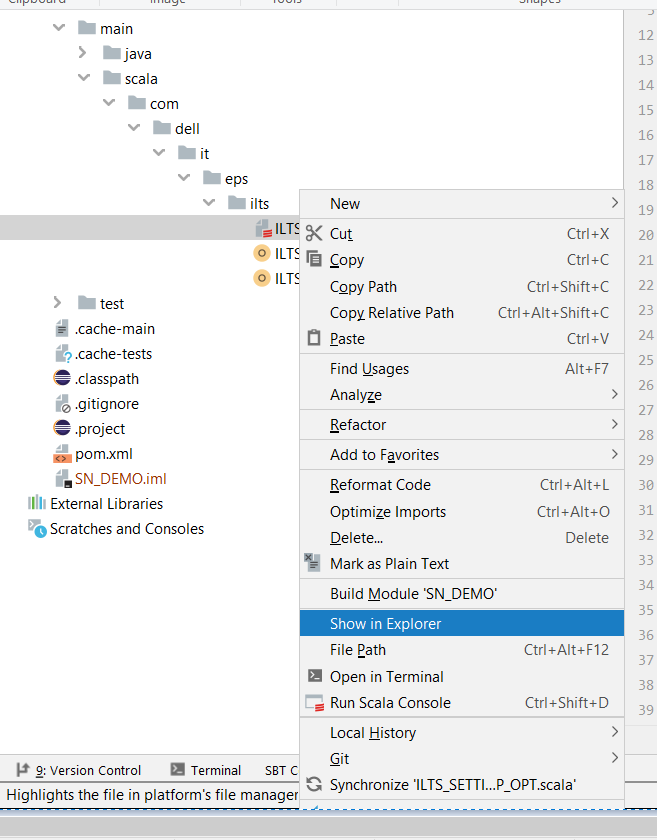 Clipboard
Image
Tools
Shapes
main
java
scala
com
dell
it
eps
ilts
ILTS
ILTS
ILTS
test
.cache-main
.cache-tests
.classpath
.gitignore
.project
pom.xml
SN_DEMO.iml
External Libraries
Scratches and Consoles
New
Cut Ctrl+X
Copy Ctrl+C
Copy Path Ctrl+Shift+C
Copy Relative Path Ctrl+Alt+Shift+C
Paste Ctrl+V
Find Usages Alt+F7
Analyze
Refactor
Add to Favorites
Reformat Code Ctrl+Alt+L
Optimize Imports Ctrl+Alt+O
Delete... Delete
Mark as Plain Text
Build Module 'SN_DEMO'
Show in Explorer
File Path Ctrl+Alt+F12
Open in Terminal
Run Scala Console Ctrl+Shift+D
Local History
Git
Synchronize 'ILTS_SETTI...P_OPT.scala'
12
13
14
15
16
17
18
19
20
21
22
23
24
25
26
27
28
29
30
31
32
33
34
35
36
37
38
39
9: Version Control
Terminal
SBT C
Highlights the file in platform's file manager